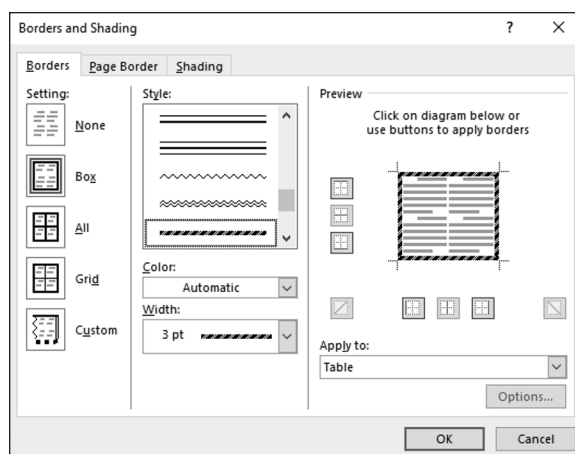 Borders and Shading
?
Borders Page Border Shading
Setting:
None
Box
All
Grid
Custom
Style:
Color:
Automatic
Width:
3 pt
Preview
Click on diagram below or
use buttons to apply borders
Apply to:
Table
Options...
OK Cancel